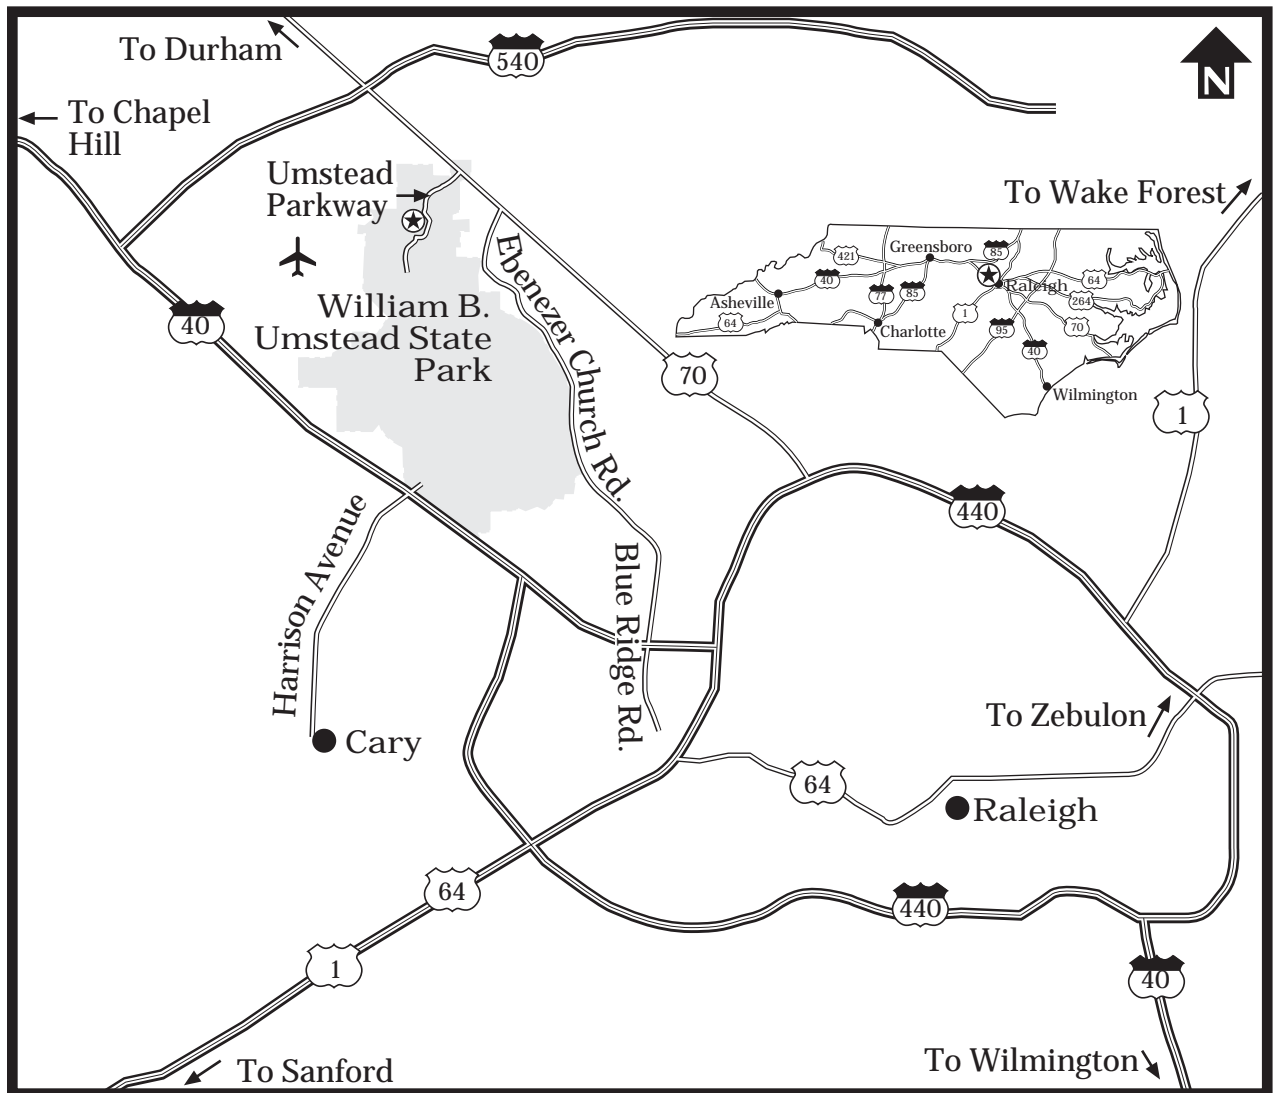 To Durham
540
N
To Chapel
Hill
Umstead
Parkway
To Wake Forest
Greensboro
85
421
40
64
77
85
Raleigh
264
Asheville
64
1
95
70
Charlotte
40
Wilmington
Ebenezer Church Rd.
William B.
Umstead State
Park
40
70
1
440
Harrison Avenue
Blue Ridge Rd.
To Zebulon
Cary
64
Raleigh
64
440
1
40
To Sanford
To Wilmington